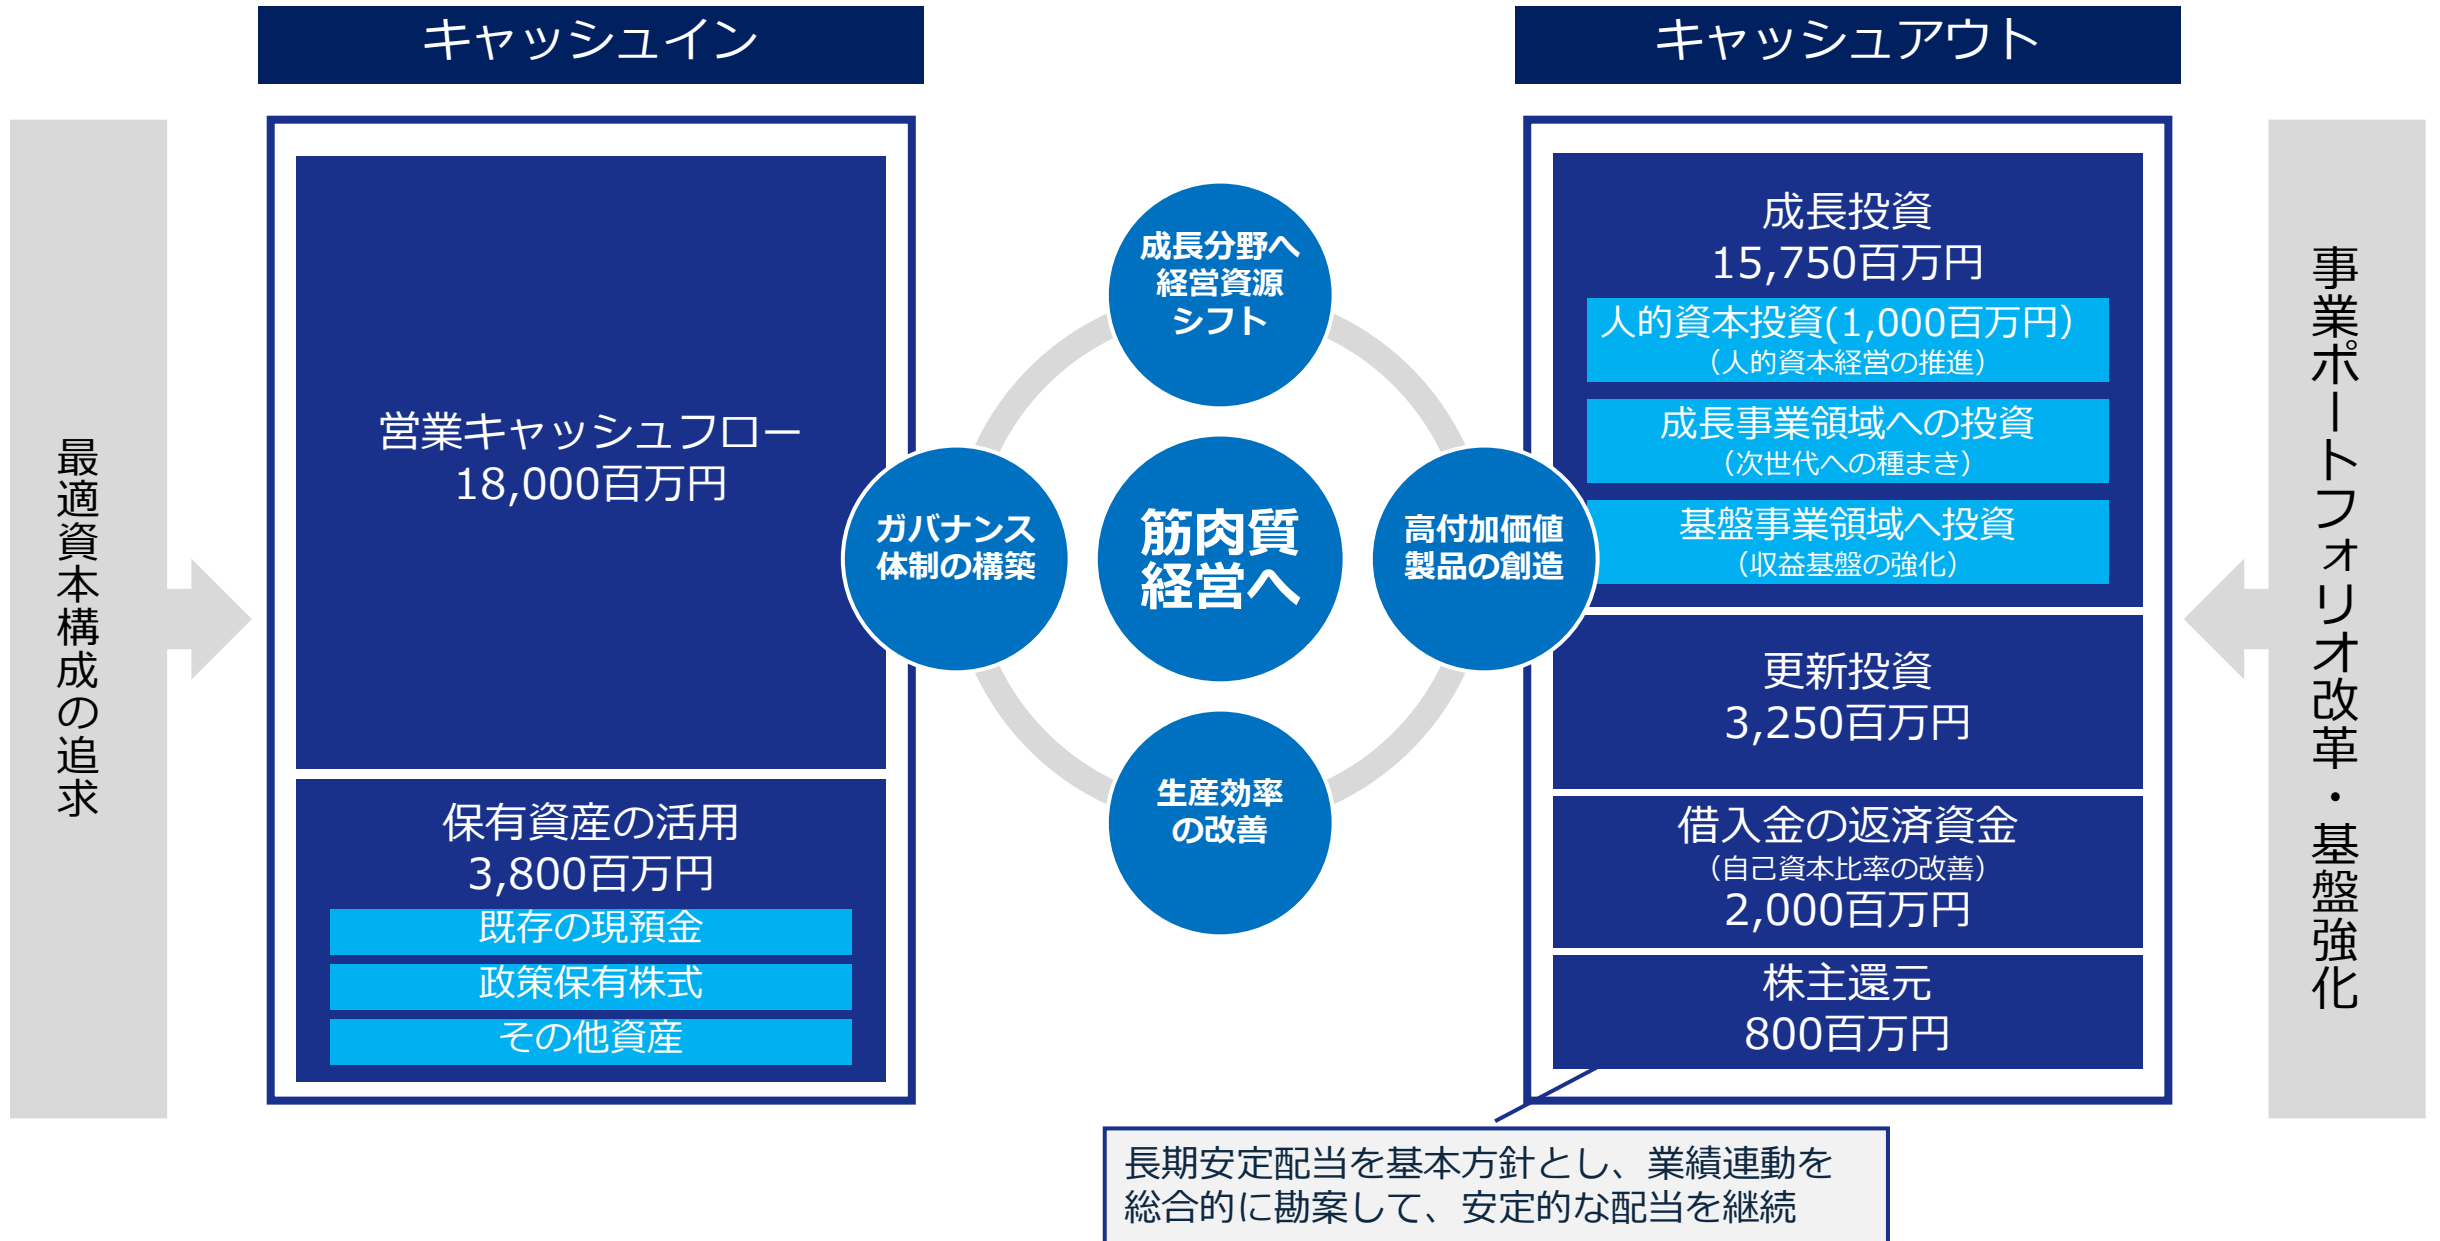 キャッシュイン
キャッシュアウト
最適資本構成の追求
営業キャッシュフロー
18,000百万円
保有資産の活用
3,800百万円
既存の現預金
政策保有株式
その他資産
成長分野へ
経営資源
シフト
ガバナンス
体制の構築
筋肉質
経営へ
高付加価値
製品の創造
生産効率
の改善
成長投資
15,750百万円
人的資本投資(1,000百万円）
（人的資本経営の推進）
成長事業領域への投資
（次世代への種まき）
基盤事業領域へ投資
（収益基盤の強化）
更新投資
3,250百万円
借入金の返済資金
（自己資本比率の改善）
2,000百万円
株主還元
800百万円
事業ポートフォリオ改革・基盤強化
長期安定配当を基本方針とし、業績連動を
総合的に勘案して、安定的な配当を継続